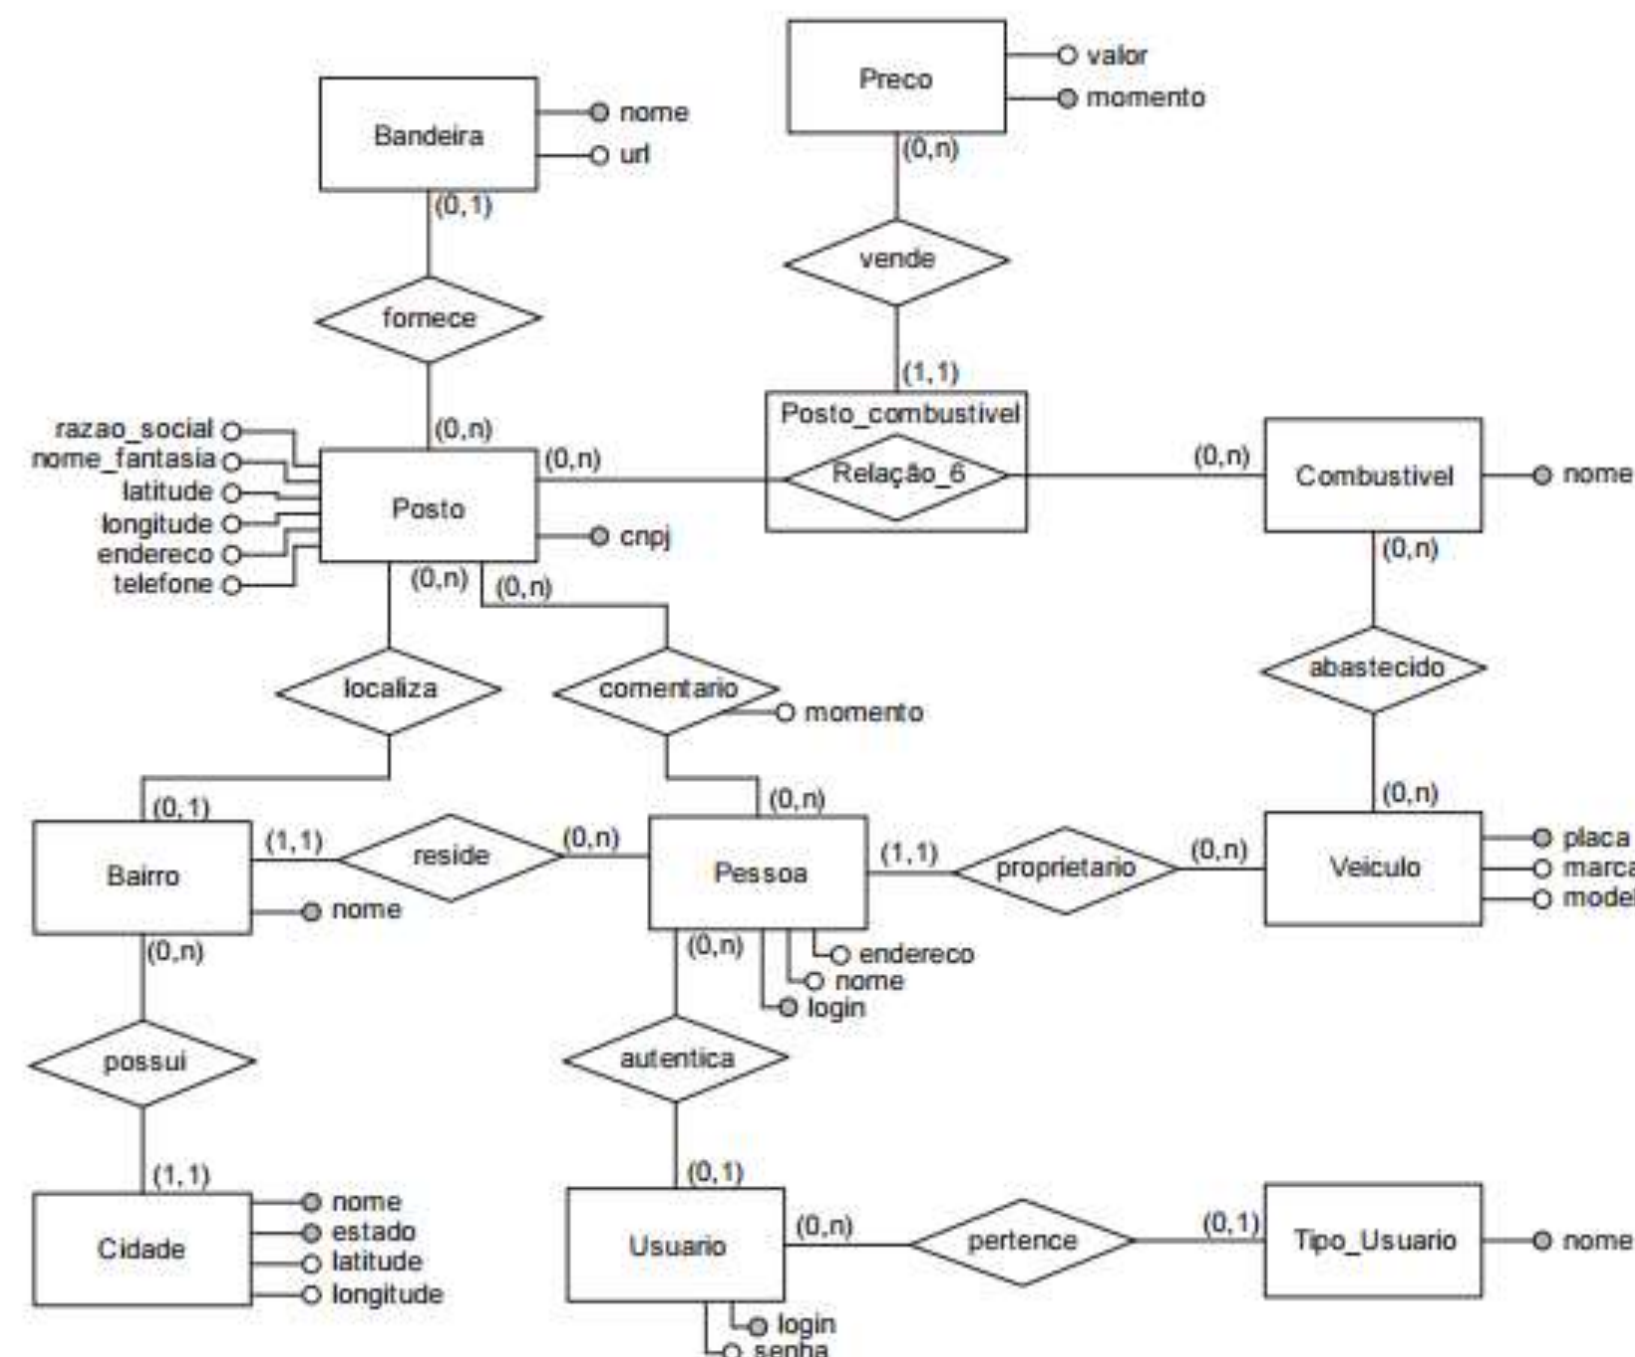 Preco
valor
momento
(0,n)
Bandeira
nome
url
(0,1)
vende
fornece
(1,1)
(0,n)
razao_social
nome_fantasia
latitude
longitude
endereco
telefone
Posto
cnpj
(0,n)
(0,n)
(0,n)
Posto_combustivel
Relação_6
(0,n)
Combustivel
nome
(0,n)
localiza
comentario
momento
abastecido
(0,1)
(0,n)
(0,n)
Bairro
nome
(1,1)
reside
(0,n)
Pessoa
(1,1)
proprietario
(0,n)
Veiculo
placa
marca
(0,n)
(0,n)
endereco
nome
login
possui
autentica
(1,1)
(0,1)
Cidade
nome
estado
latitude
longitude
Usuario
(0,n)
pertence
(0,1)
Tipo_Usuario
nome
login
senha